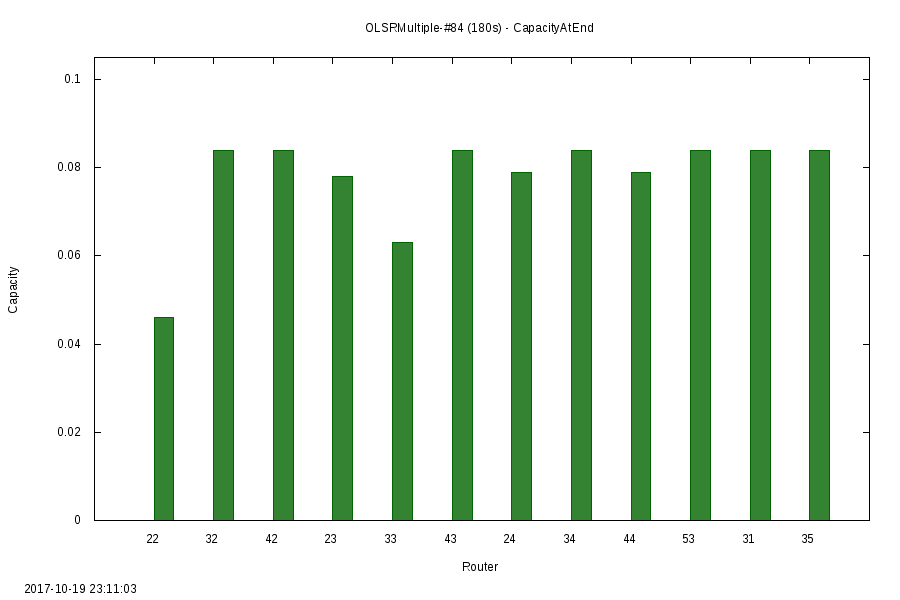 OLSRMultiple-#84 (180s) - CapacityAtEnd
0.1
0.08
0.06
0.04
0.02
0
Capacity
22 32 42 23 33 43 24 34 44 53 31 35
Router
2017-10-19 23:11:03